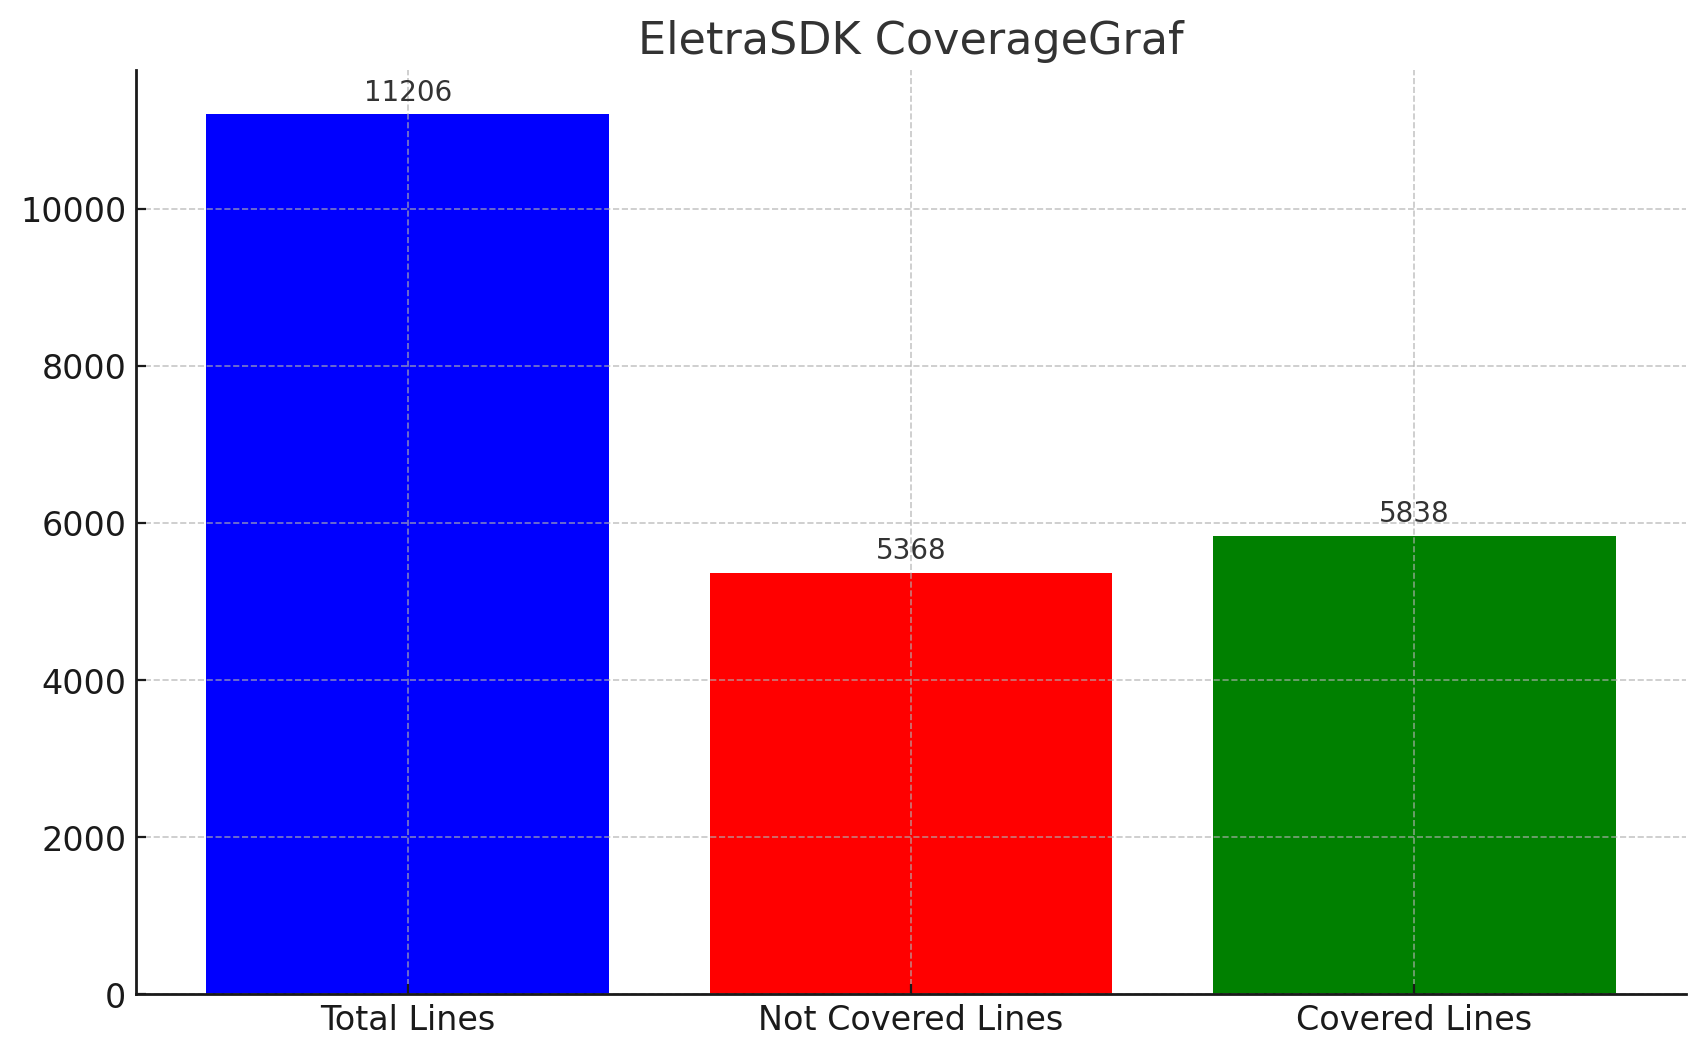 EletraSDK CoverageGraf
11206
10000
8000
6000
5838
5368
4000
2000
0
Total Lines
Not Covered Lines
Covered Lines